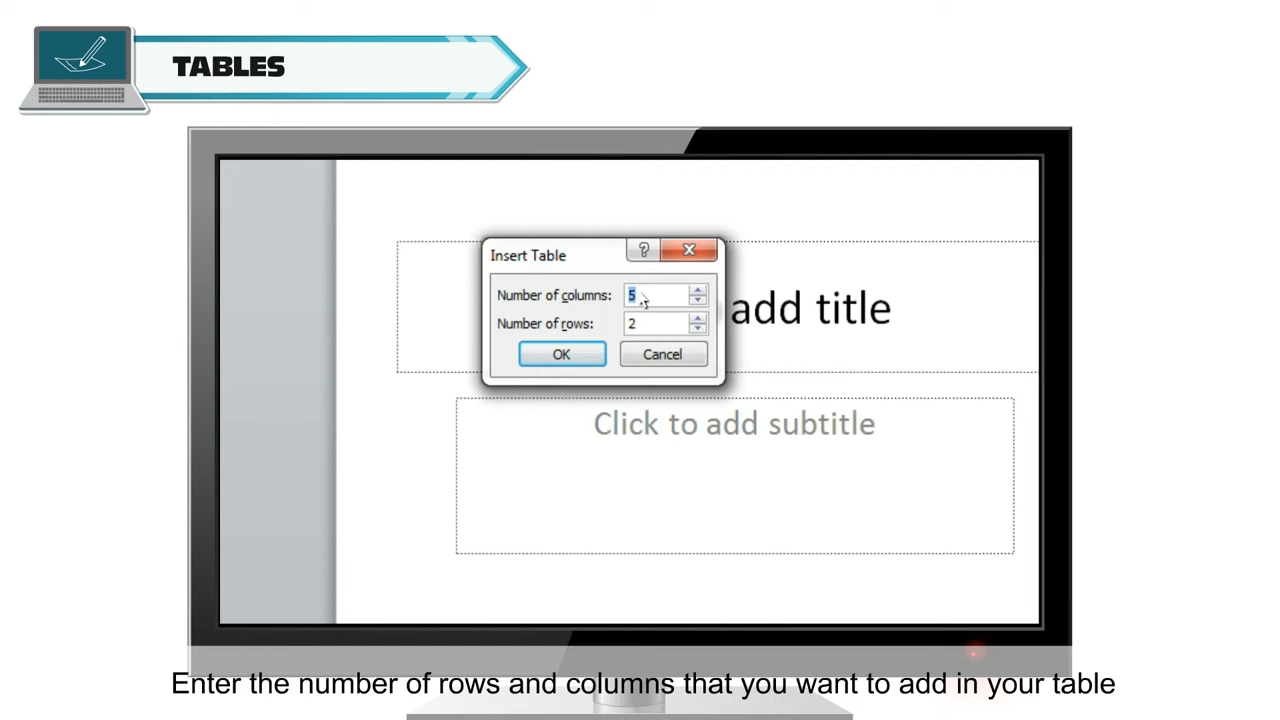 TABLES
Insert Table
Number of columns: 5
Number of rows: 2
OK Cancel
add title
Click to add subtitle
Enter the number of rows and columns that you want to add in your table